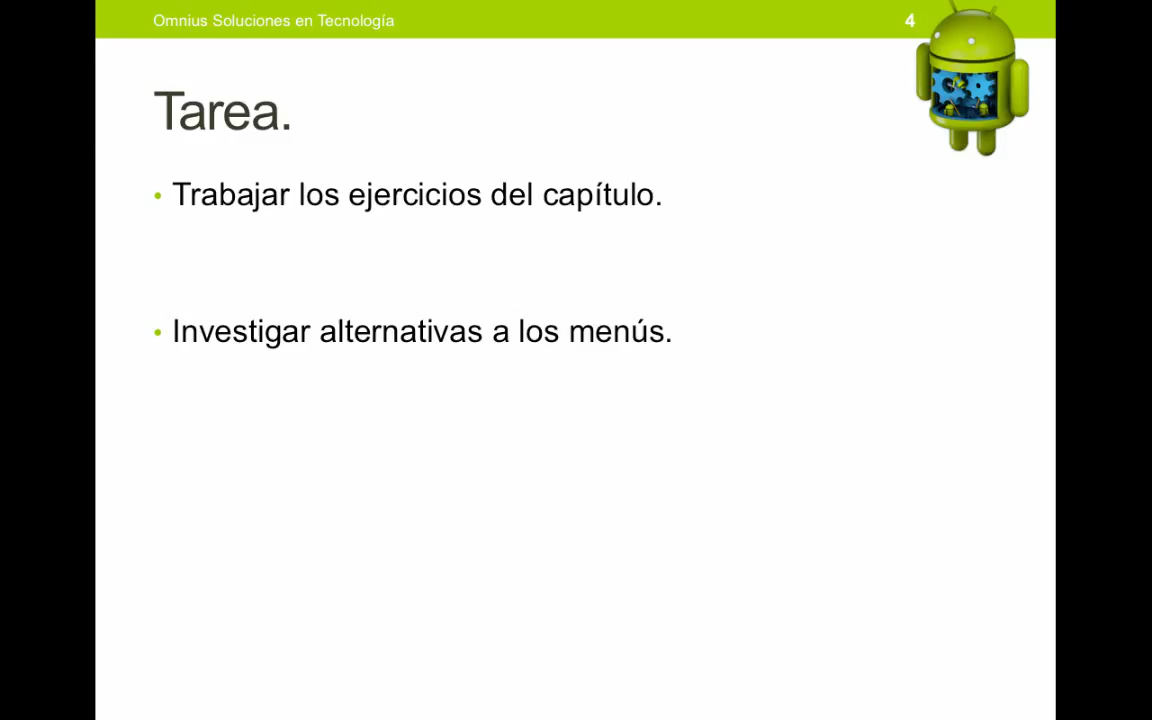 Omnius Soluciones en Tecnología
4
Tarea.
• Trabajar los ejercicios del capítulo.
• Investigar alternativas a los menús.